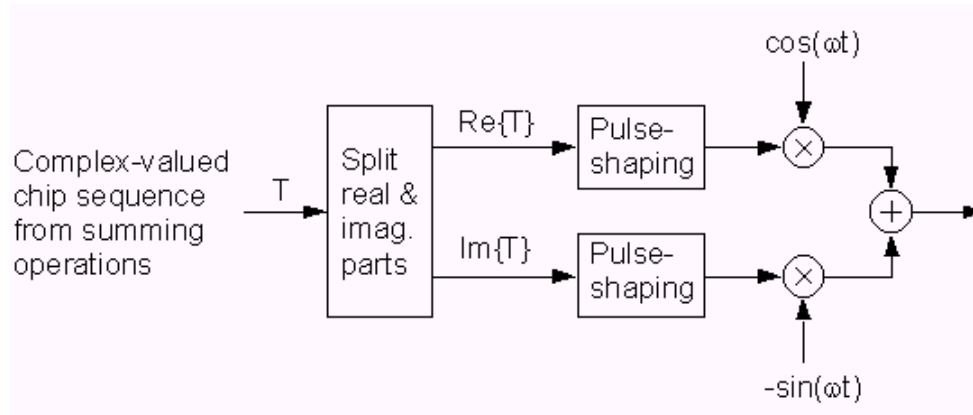 cos(ωt)
Complex-valued
chip sequence
from summing
operations
T
Split
real &
imag.
parts
Re{T}
Pulse-
shaping
Im{T}
Pulse-
shaping
-sin(ωt)